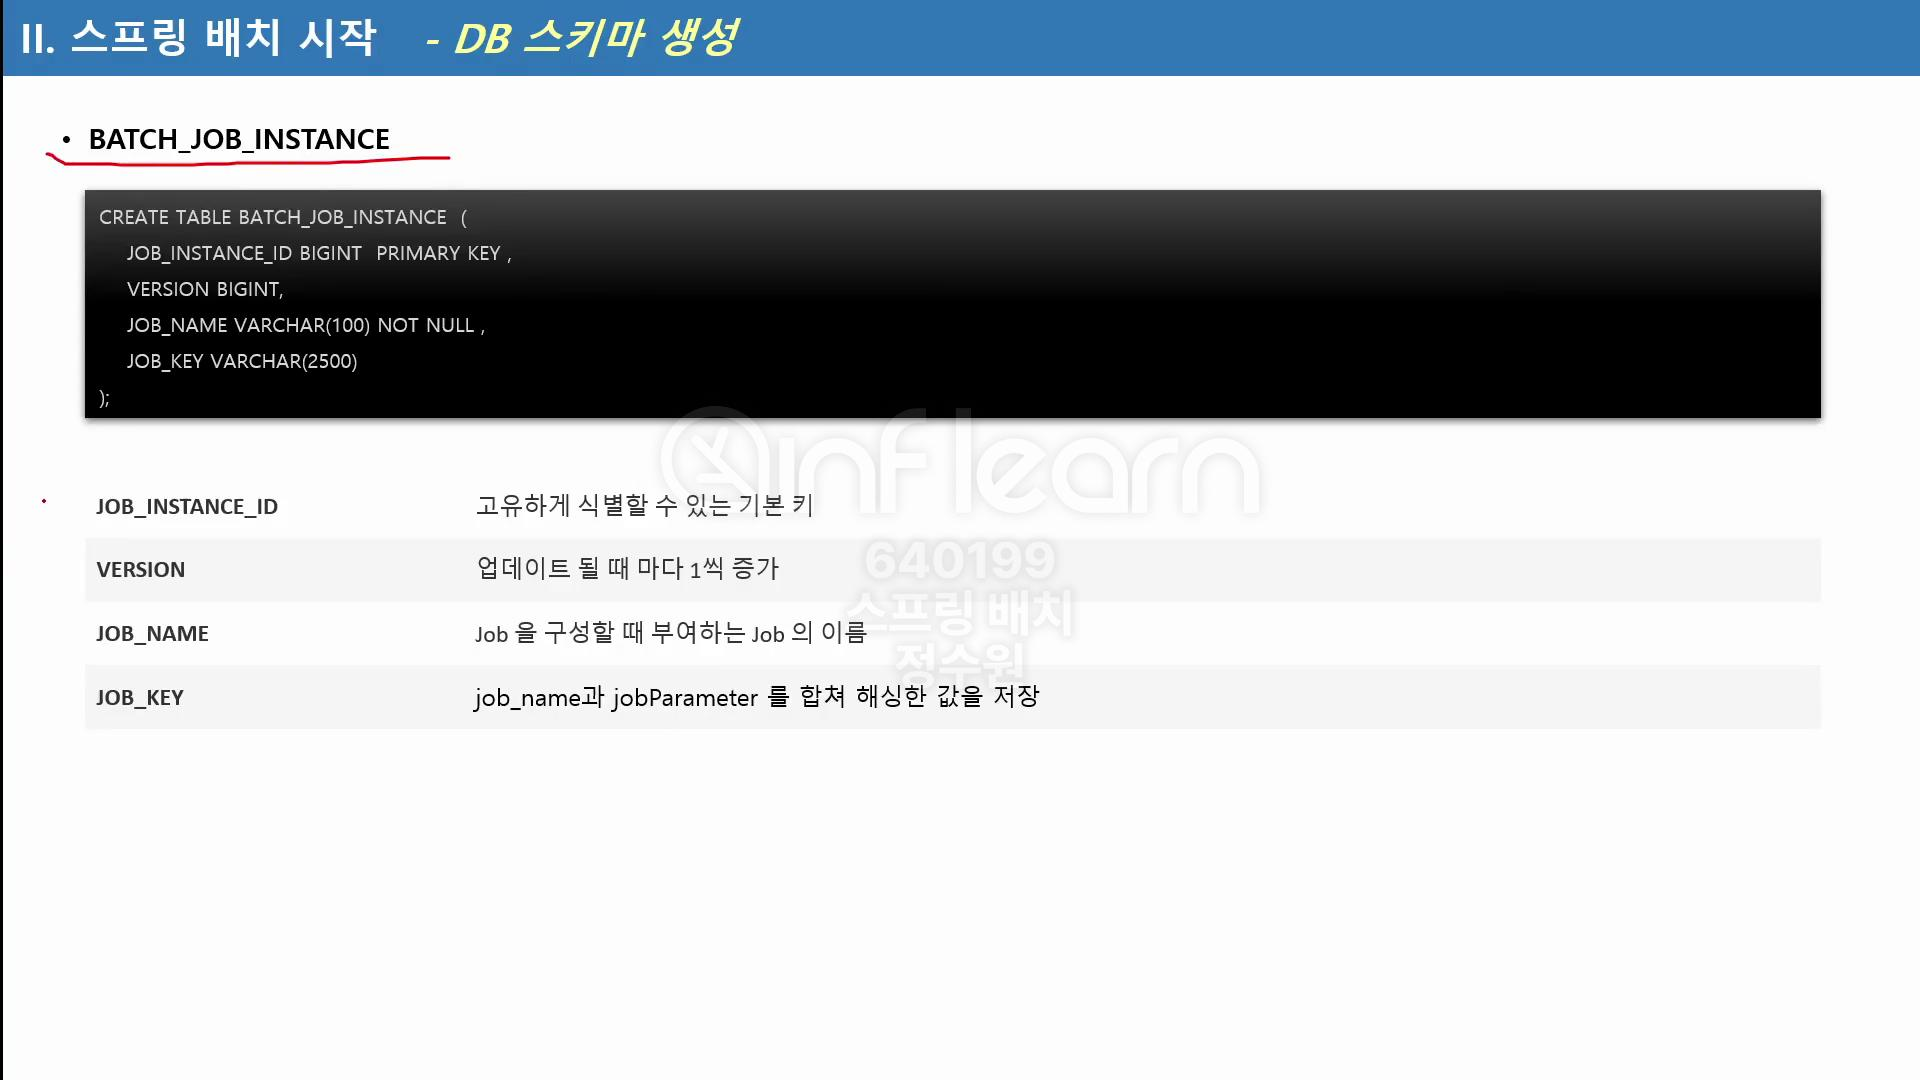 II. 스프링 배치 시작 - DB 스키마 생성
• BATCH_JOB_INSTANCE
CREATE TABLE BATCH_JOB_INSTANCE (
JOB_INSTANCE_ID BIGINT PRIMARY KEY ,
VERSION BIGINT,
JOB_NAME VARCHAR(100) NOT NULL ,
JOB_KEY VARCHAR(2500)
);
inflearn
JOB_INSTANCE_ID 고유하게 식별할 수 있는 기본 키
640199
VERSION 업데이트 될 때 마다 1씩 증가
스프링 배치
JOB_NAME Job 을 구성할 때 부여하는 Job 의 이름
정수원
JOB_KEY job_name과 jobParameter 를 합쳐 해싱한 값을 저장